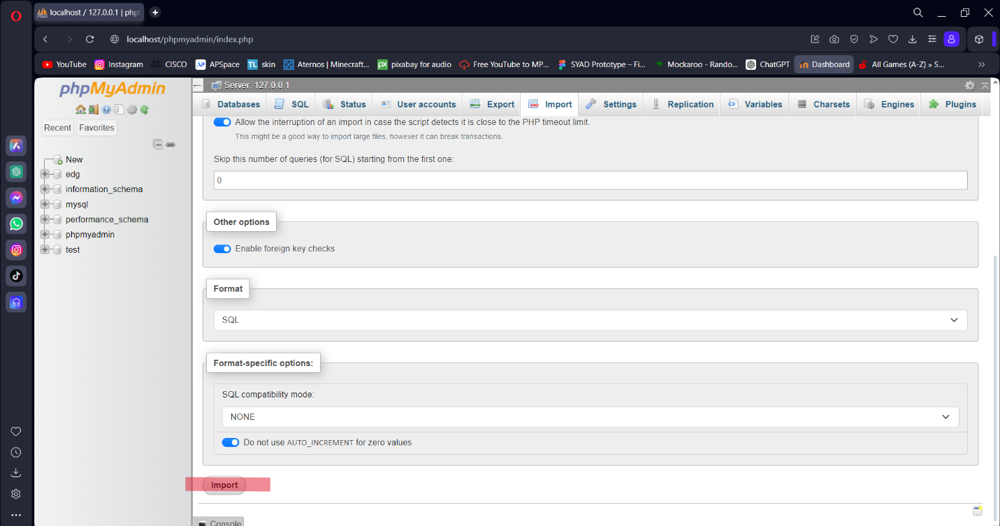 localhost / 127.0.0.1 | phpl
localhost/phpmyadmin/index.php
YouTube Instagram CISCO APSpace TL skin Aternos | Minecraft... px pixabay for audio Free YouTube to MP... SYAD Prototype – Fi... Mockaroo - Rando... ChatGPT Dashboard All Games (A-Z) » S...
phpMyAdmin
Recent Favorites
New
edg
information_schema
mysql
performance_schema
phpmyadmin
test
Server: 127.0.0.1
Databases SQL Status User accounts Export Import Settings Replication Variables Charsets Engines Plugins
Allow the interruption of an import in case the script detects it is close to the PHP timeout limit.
This might be a good way to import large files, however it can break transactions.
Skip this number of queries (for SQL) starting from the first one:
0
Other options
Enable foreign key checks
Format
SQL
Format-specific options:
SQL compatibility mode:
NONE
Do not use AUTO_INCREMENT for zero values
Import
Console